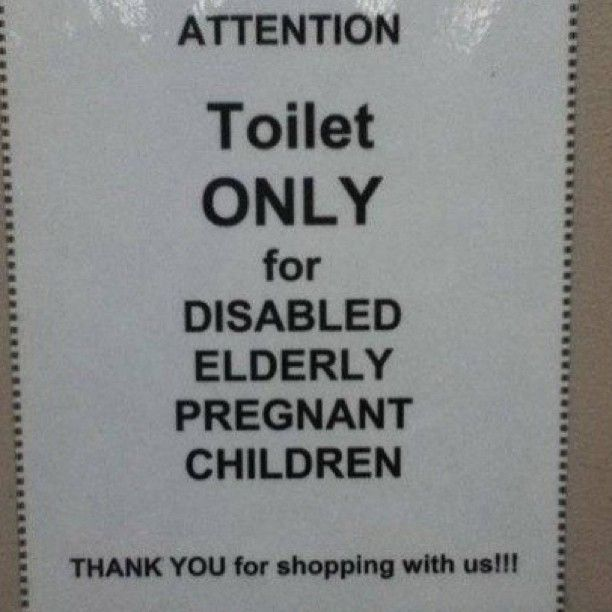 ATTENTION
Toilet
ONLY
for
DISABLED
ELDERLY
PREGNANT
CHILDREN
THANK YOU for shopping with us!!!